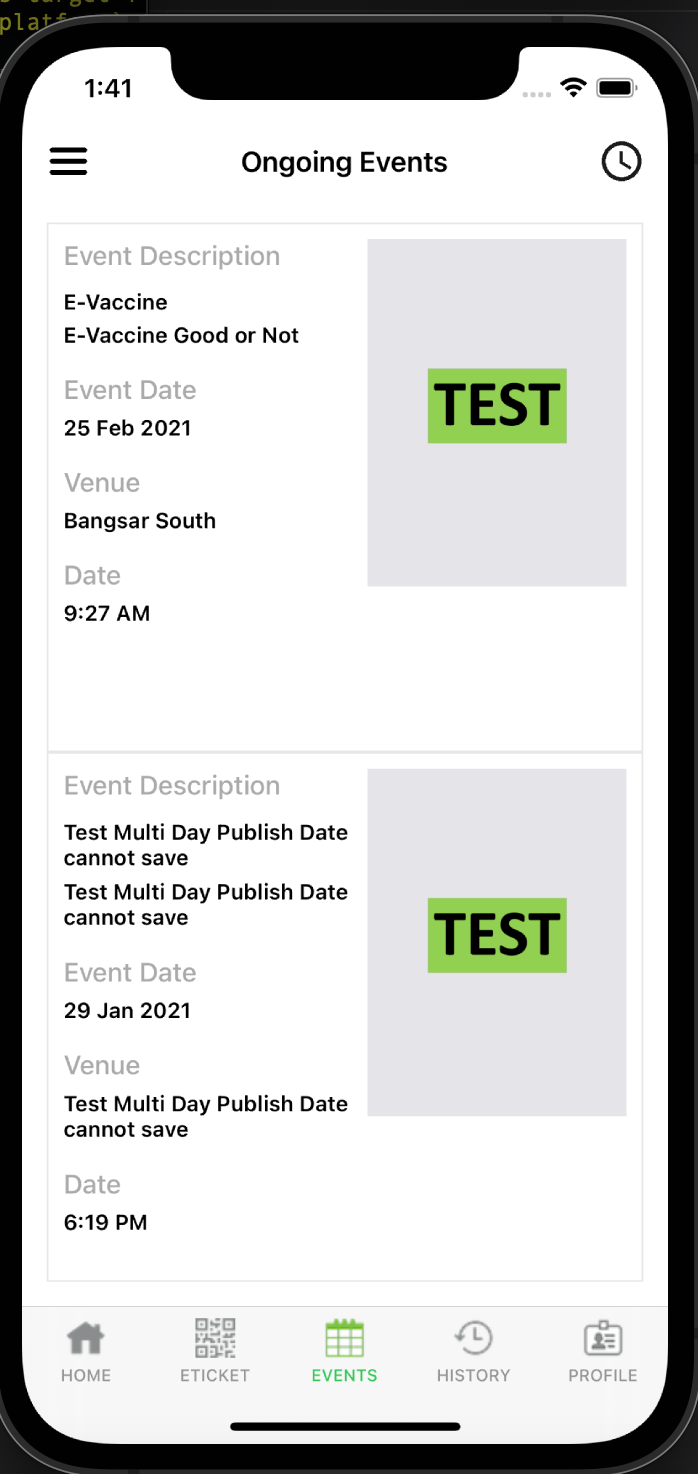 platf
1:41
Ongoing Events
Event Description
E-Vaccine
E-Vaccine Good or Not
Event Date
25 Feb 2021
Venue
Bangsar South
Date
9:27 AM
TEST
Event Description
Test Multi Day Publish Date
cannot save
Test Multi Day Publish Date
cannot save
Event Date
29 Jan 2021
Venue
Test Multi Day Publish Date
cannot save
Date
6:19 PM
TEST
HOME
ETICKET
EVENTS
HISTORY
PROFILE